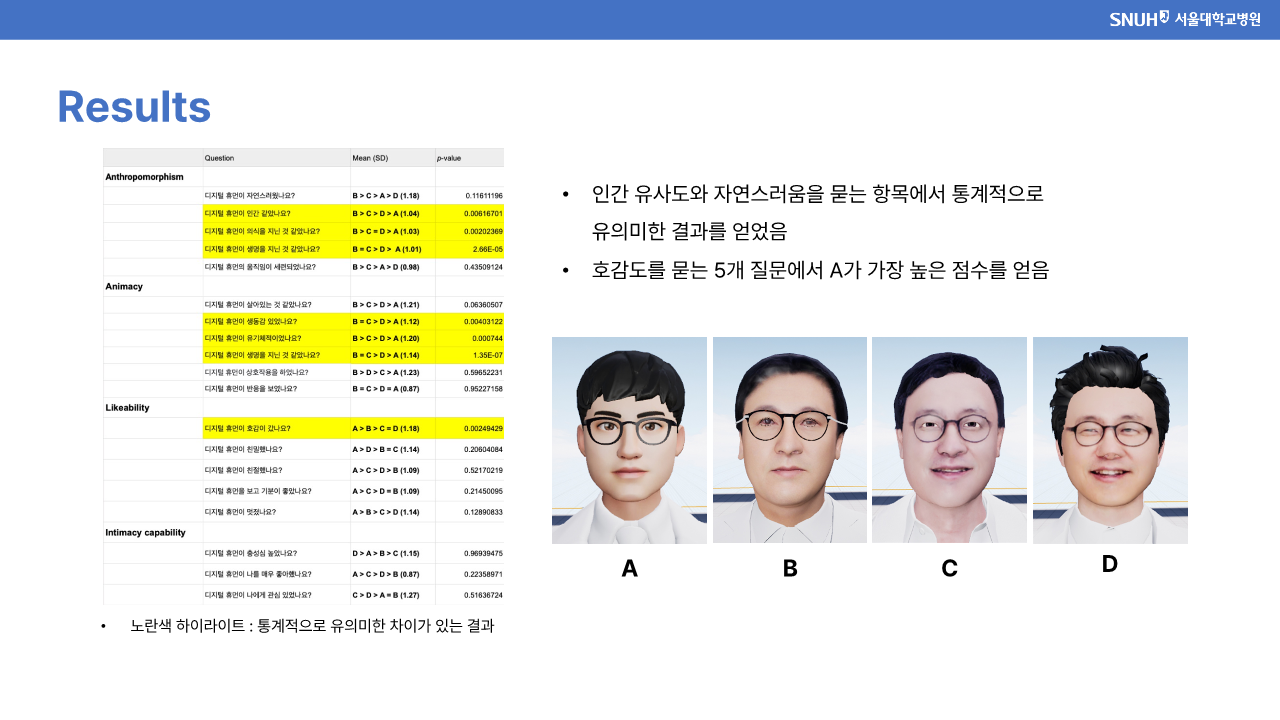 SNUH 서울대학교병원
Results
Question Mean (SD) p-value
Anthropomorphism
디지털 휴먼이 자연스러웠나요? B > C > A > D (1.18) 0.11611196
디지털 휴먼이 인간 같았나요? B > C > D > A (1.04) 0.00616701
디지털 휴먼이 의식을 지닌 것 같았나요? B > C = D > A (1.03) 0.00202369
디지털 휴먼이 생명을 지닌 것 같았나요? B = C > D > A (1.01) 2.66E-05
디지털 휴먼의 움직임이 세련되었나요? B > C > A > D (0.98) 0.43509124
Animacy
디지털 휴먼이 살아있는 것 같았나요? B > C > D > A (1.21) 0.06360507
디지털 휴먼이 생동감 있었나요? B = C > D > A (1.12) 0.00403122
디지털 휴먼이 유기체적이었나요? B > C > D > A (1.20) 0.000744
디지털 휴먼이 생명을 지닌 것 같았나요? B = C > D > A (1.14) 1.35E-07
디지털 휴먼이 상호작용을 하였나요? B > D > C > A (1.23) 0.59652231
디지털 휴먼이 반응을 보였나요? B = C > D = A (0.87) 0.95227158
Likeability
디지털 휴먼이 호감이 갔나요? A > B > C = D (1.18) 0.00249429
디지털 휴먼이 친밀했나요? A > D > B = C (1.14) 0.20604084
디지털 휴먼이 친절했나요? A > C > D > B (1.09) 0.52170219
디지털 휴먼을 보고 기분이 좋았나요? A > C > D = B (1.09) 0.21450095
디지털 휴먼이 멋졌나요? A > B > C > D (1.14) 0.12890833
Intimacy capability
디지털 휴먼이 충성심 높았나요? D > A > B > C (1.15) 0.96939475
디지털 휴먼이 나를 매우 좋아했나요? A > C > D > B (0.87) 0.22358971
디지털 휴먼이 나에게 관심 있었나요? C > D > A = B (1.27) 0.51636724
• 노란색 하이라이트 : 통계적으로 유의미한 차이가 있는 결과
• 인간 유사도와 자연스러움을 묻는 항목에서 통계적으로
유의미한 결과를 얻었음
• 호감도를 묻는 5개 질문에서 A가 가장 높은 점수를 얻음
A B C D